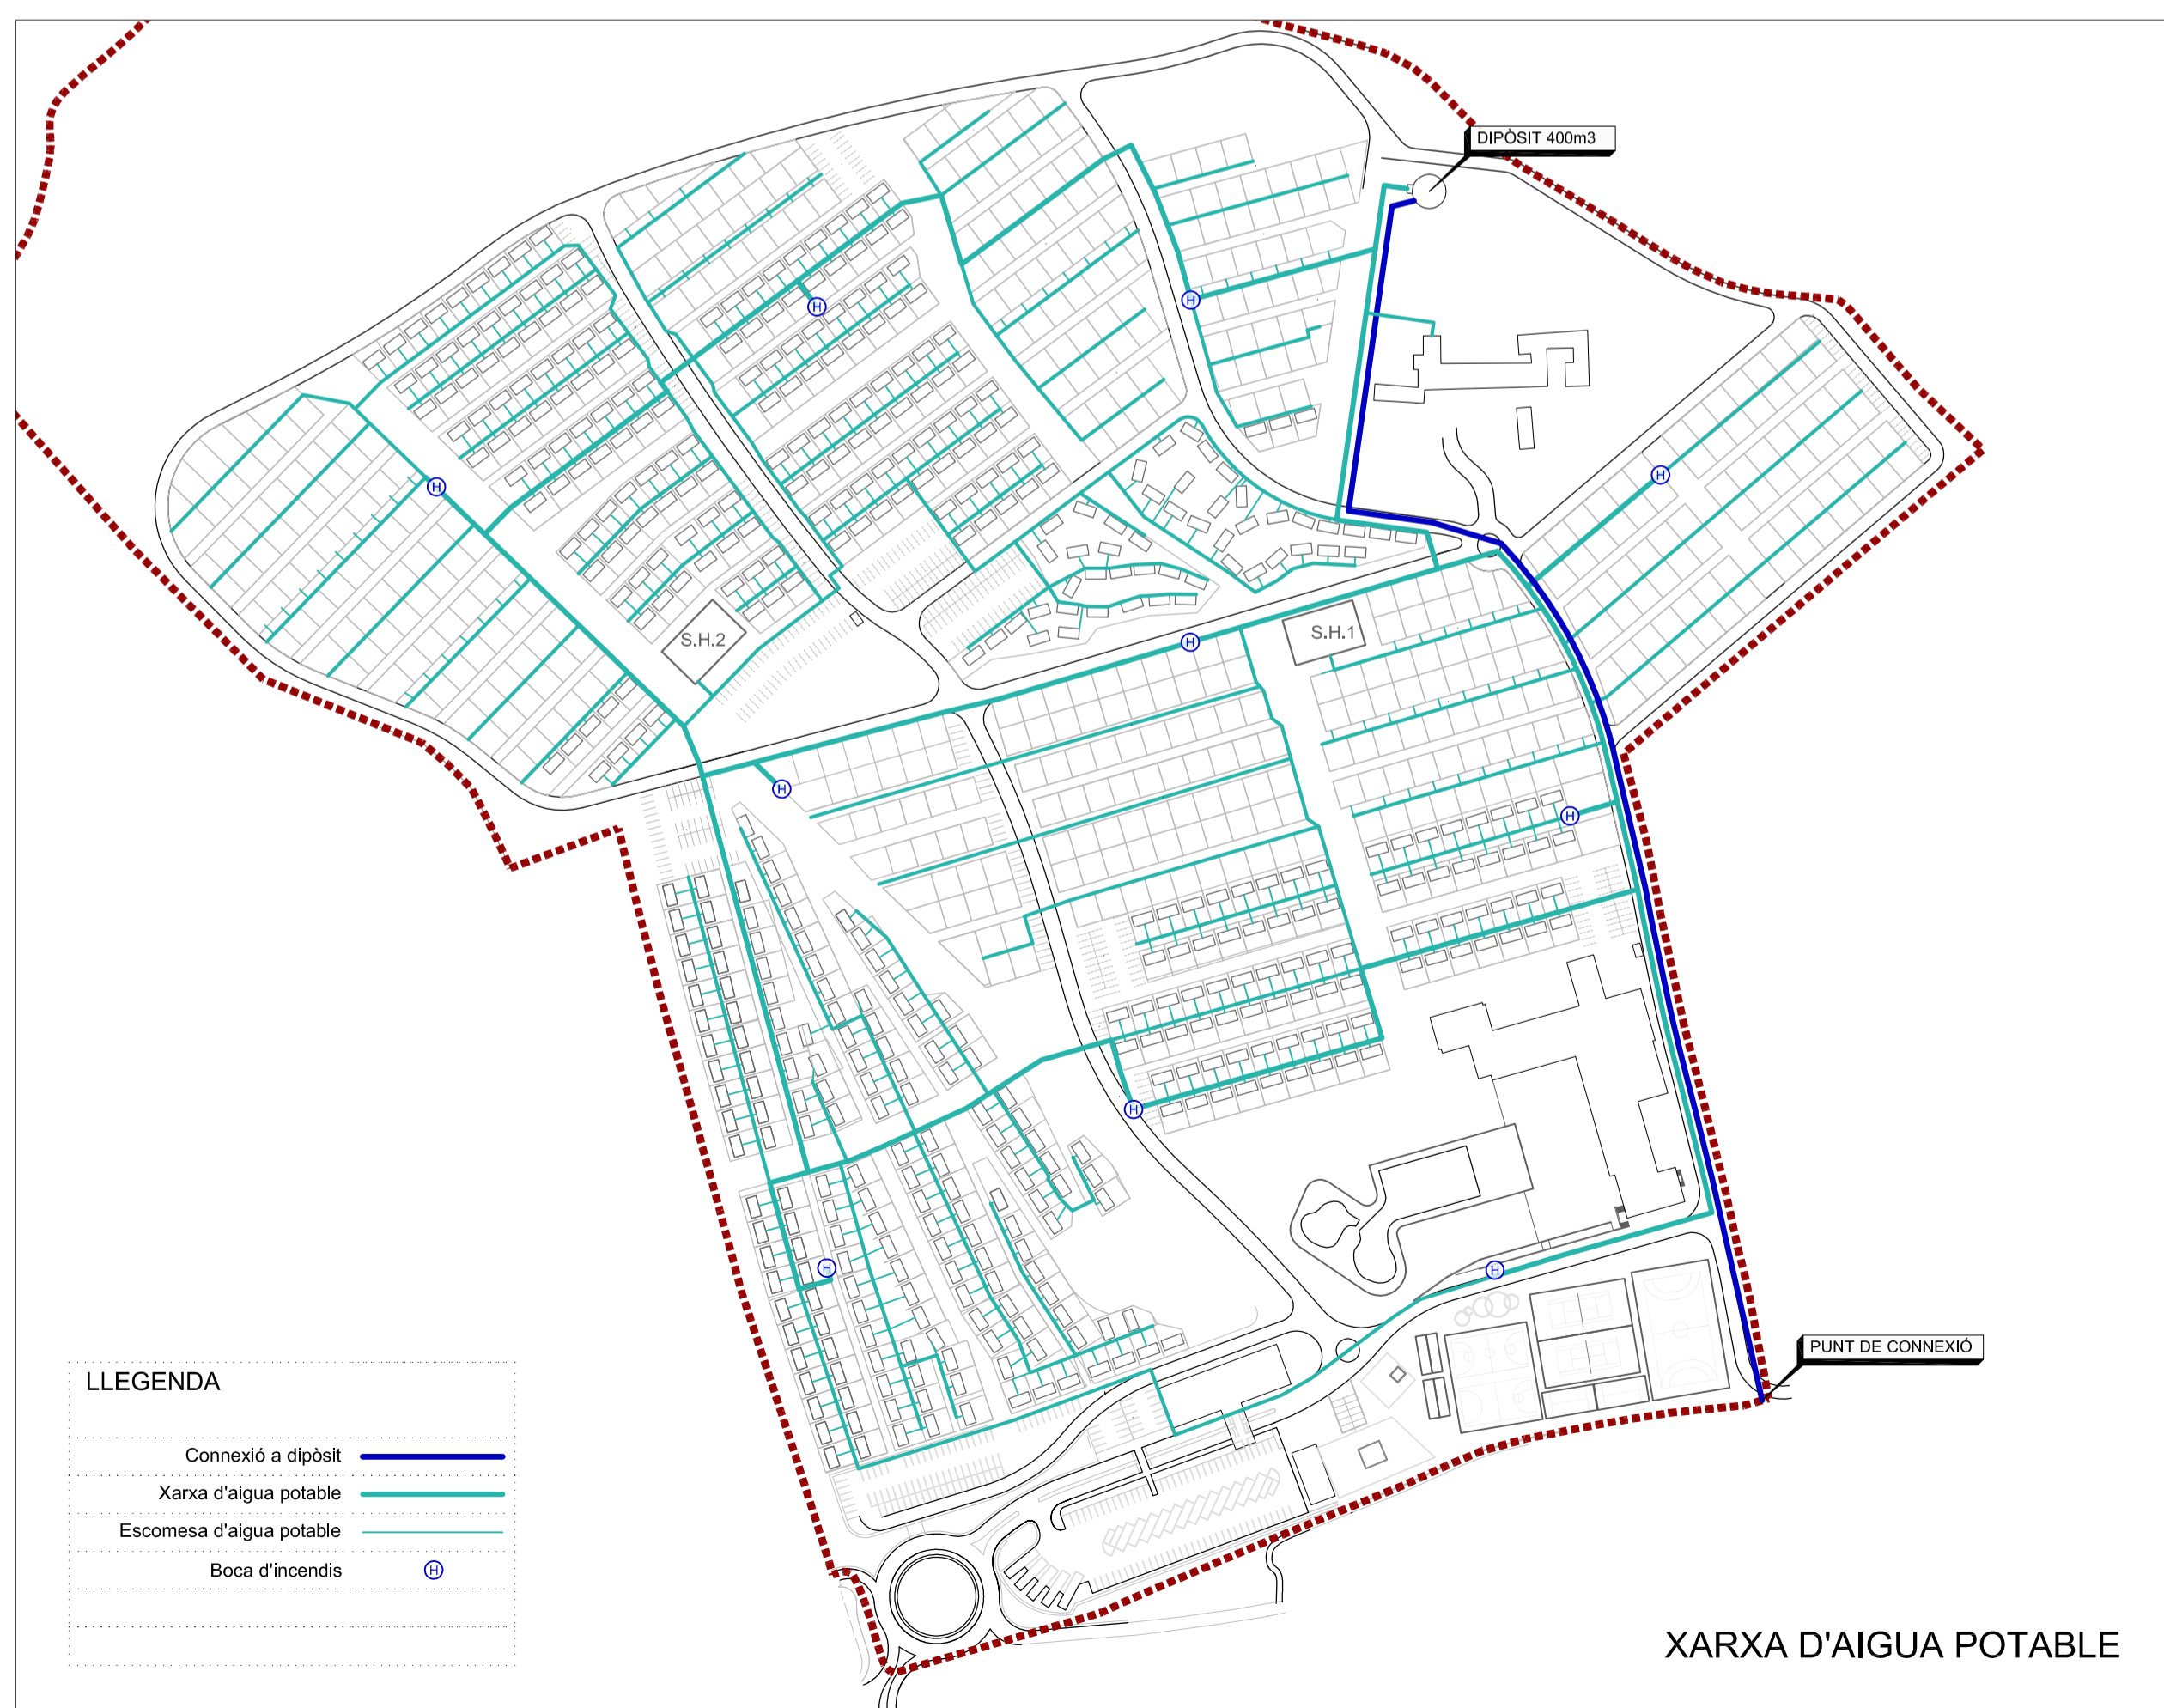 DIPÒSIT 400m3
H
H
H
H
S.H.1
S.H.2
H
H
H
H
H
H
PUNT DE CONNEXIÓ
LLEGENDA
Connexió a dipòsit
Xarxa d'aigua potable
Escomesa d'aigua potable
Boca d'incendis H
XARXA D'AIGUA POTABLE